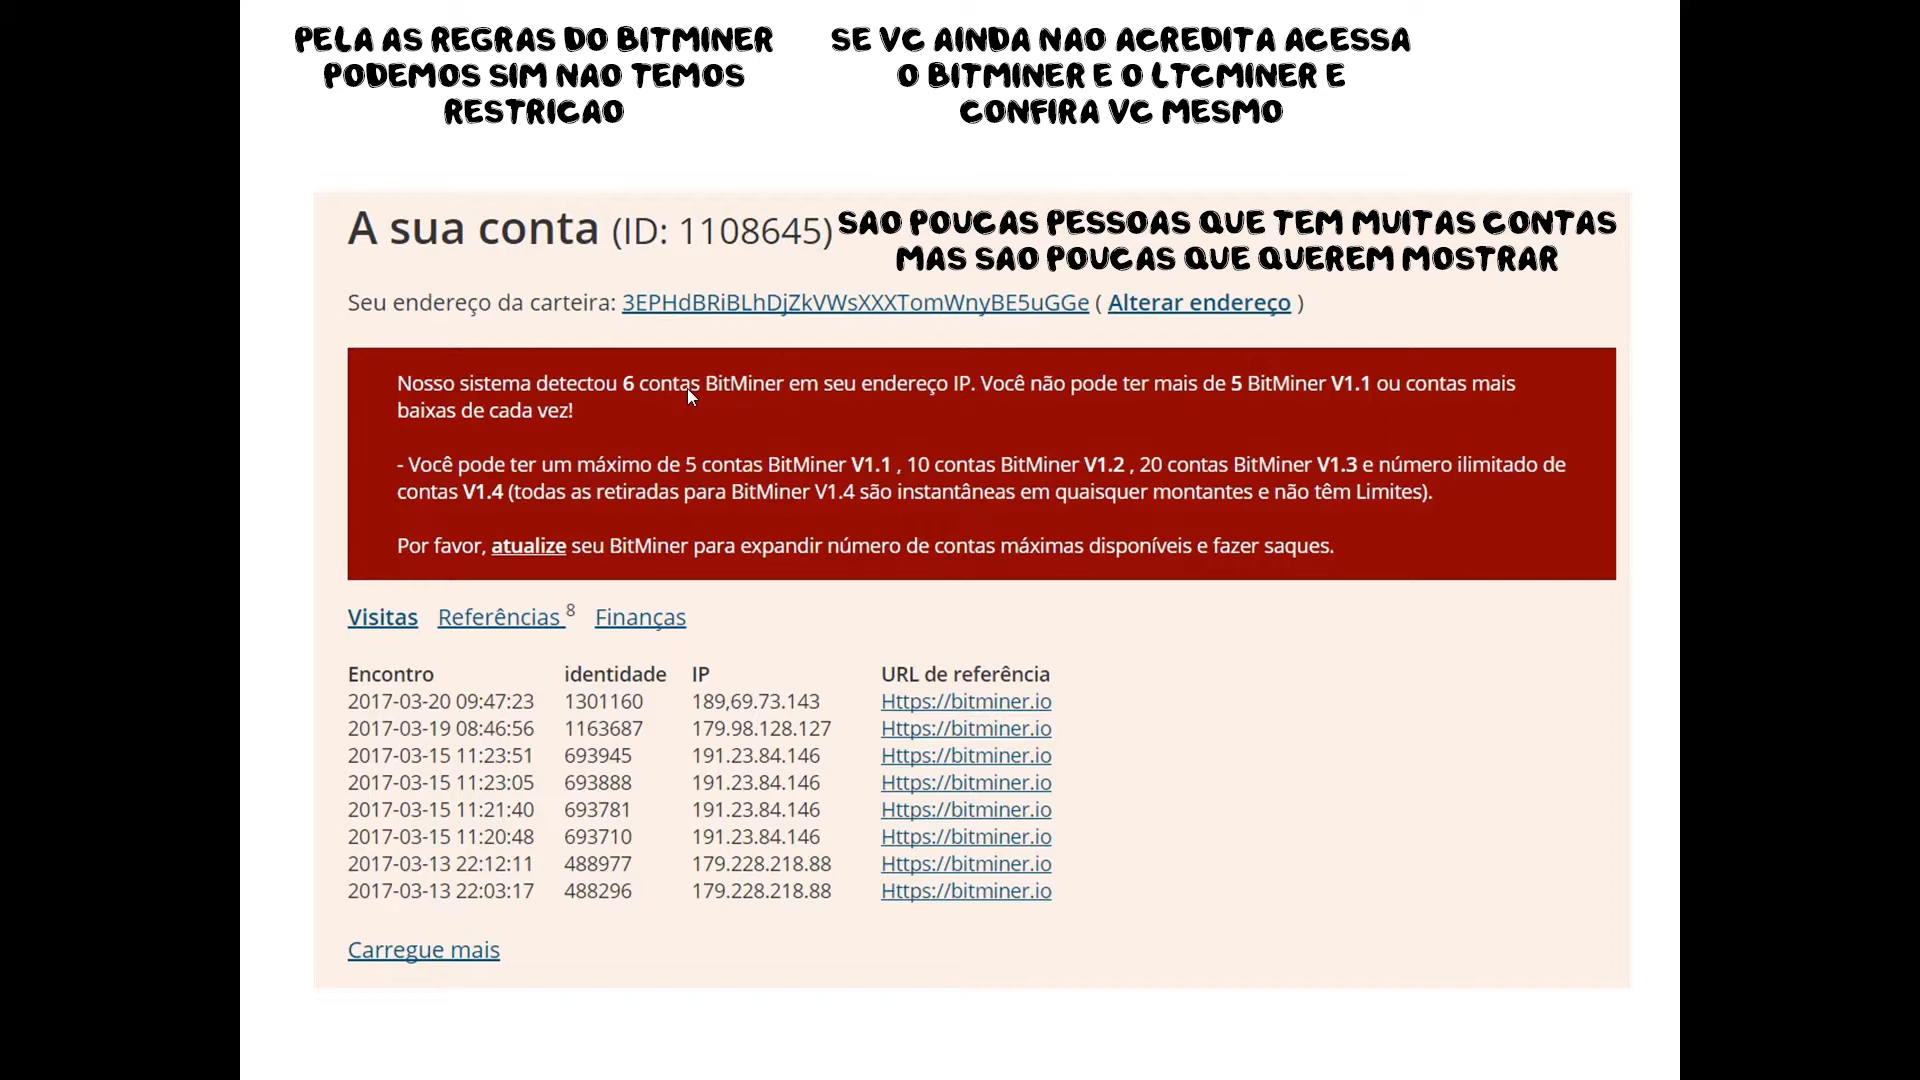 PELA AS REGRAS DO BITMINER
PODEMOS SIM NAO TEMOS
RESTRICAO
SE VC AINDA NAO ACREDITA ACESSA
O BITMINER E O LTCMINER E
CONFIRA VC MESMO
A sua conta (ID: 1108645)
SAO POUCAS PESSOAS QUE TEM MUITAS CONTAS
MAS SAO POUCAS QUE QUEREM MOSTRAR
Seu endereço da carteira: 3EPHdBRiBLhDjZkVWsXXXTomWnyBE5uGGe ( Alterar endereço )
Nosso sistema detectou 6 contas BitMiner em seu endereço IP. Você não pode ter mais de 5 BitMiner V1.1 ou contas mais
baixas de cada vez!
- Você pode ter um máximo de 5 contas BitMiner V1.1 , 10 contas BitMiner V1.2 , 20 contas BitMiner V1.3 e número ilimitado de
contas V1.4 (todas as retiradas para BitMiner V1.4 são instantâneas em quaisquer montantes e não têm Limites).
Por favor, atualize seu BitMiner para expandir número de contas máximas disponíveis e fazer saques.
Visitas Referências 8 Finanças
Encontro identidade IP URL de referência
2017-03-20 09:47:23 1301160 189,69.73.143 Https://bitminer.io
2017-03-19 08:46:56 1163687 179.98.128.127 Https://bitminer.io
2017-03-15 11:23:51 693945 191.23.84.146 Https://bitminer.io
2017-03-15 11:23:05 693888 191.23.84.146 Https://bitminer.io
2017-03-15 11:21:40 693781 191.23.84.146 Https://bitminer.io
2017-03-15 11:20:48 693710 191.23.84.146 Https://bitminer.io
2017-03-13 22:12:11 488977 179.228.218.88 Https://bitminer.io
2017-03-13 22:03:17 488296 179.228.218.88 Https://bitminer.io
Carregue mais